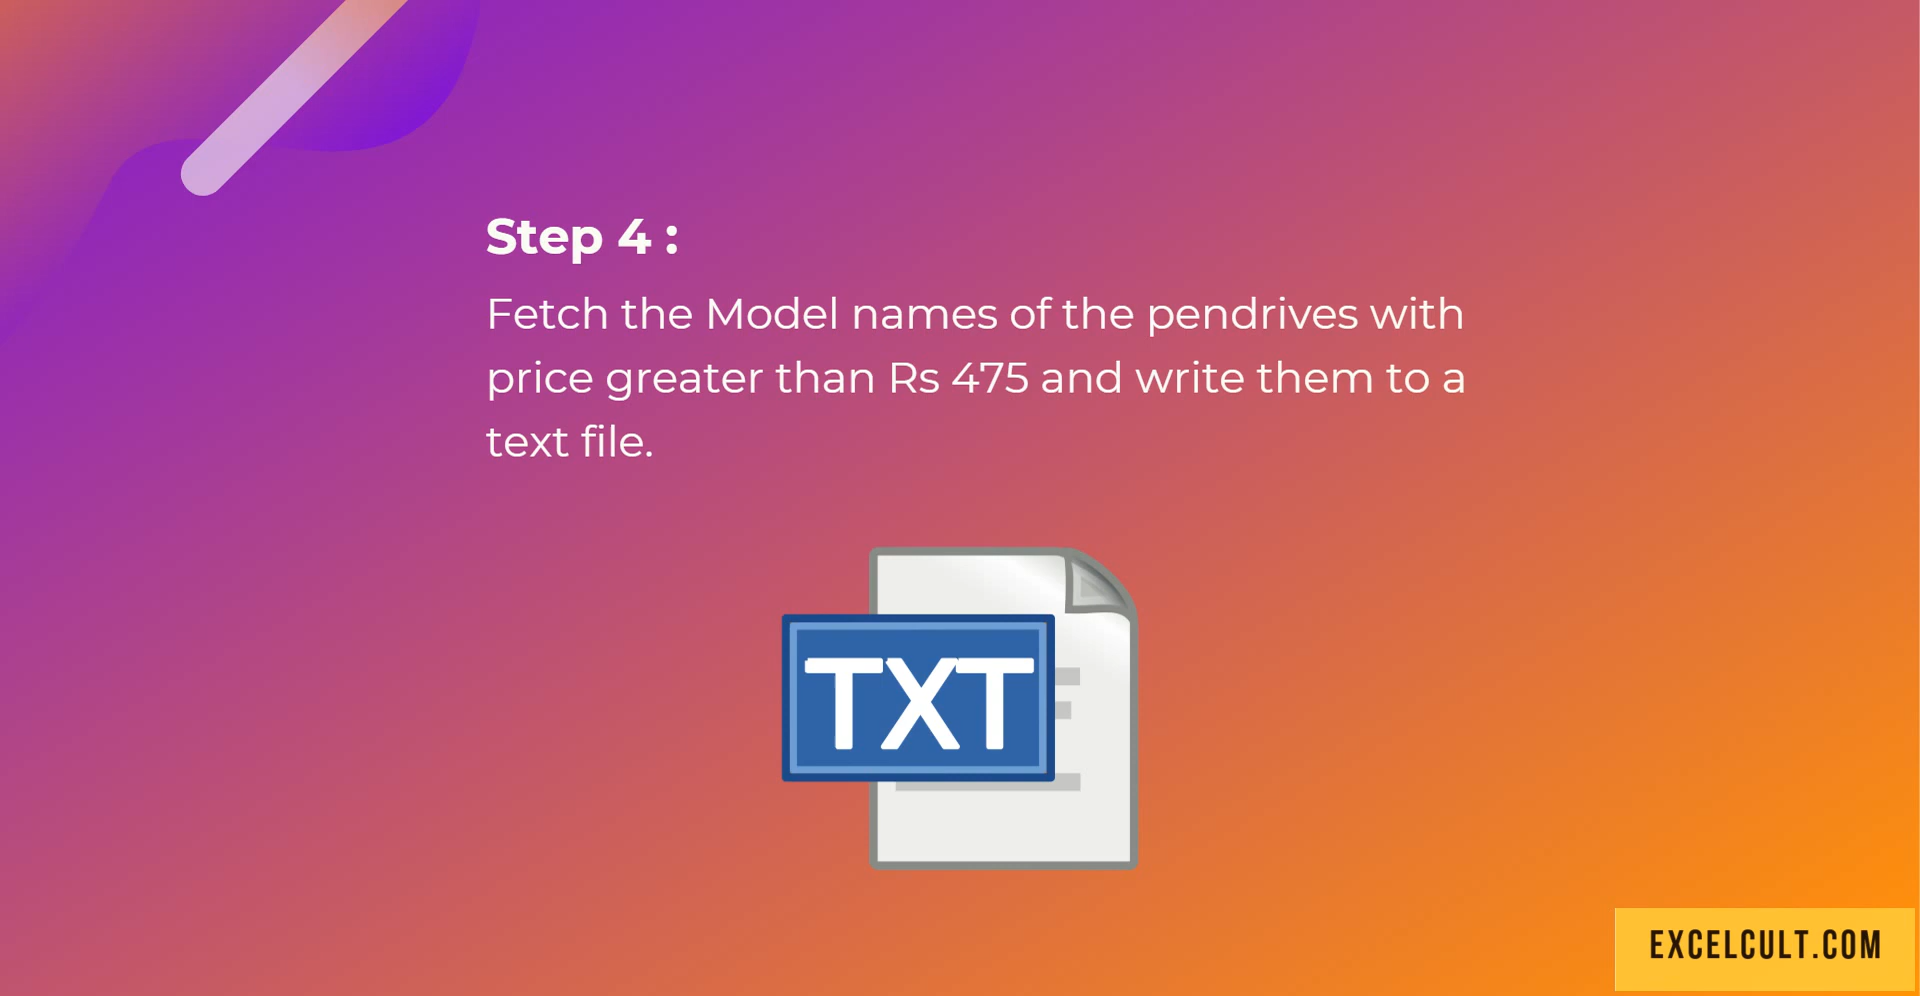 Step 4 :
Fetch the Model names of the pendrives with
price greater than Rs 475 and write them to a
text file.
TXT
EXCELCULT.COM